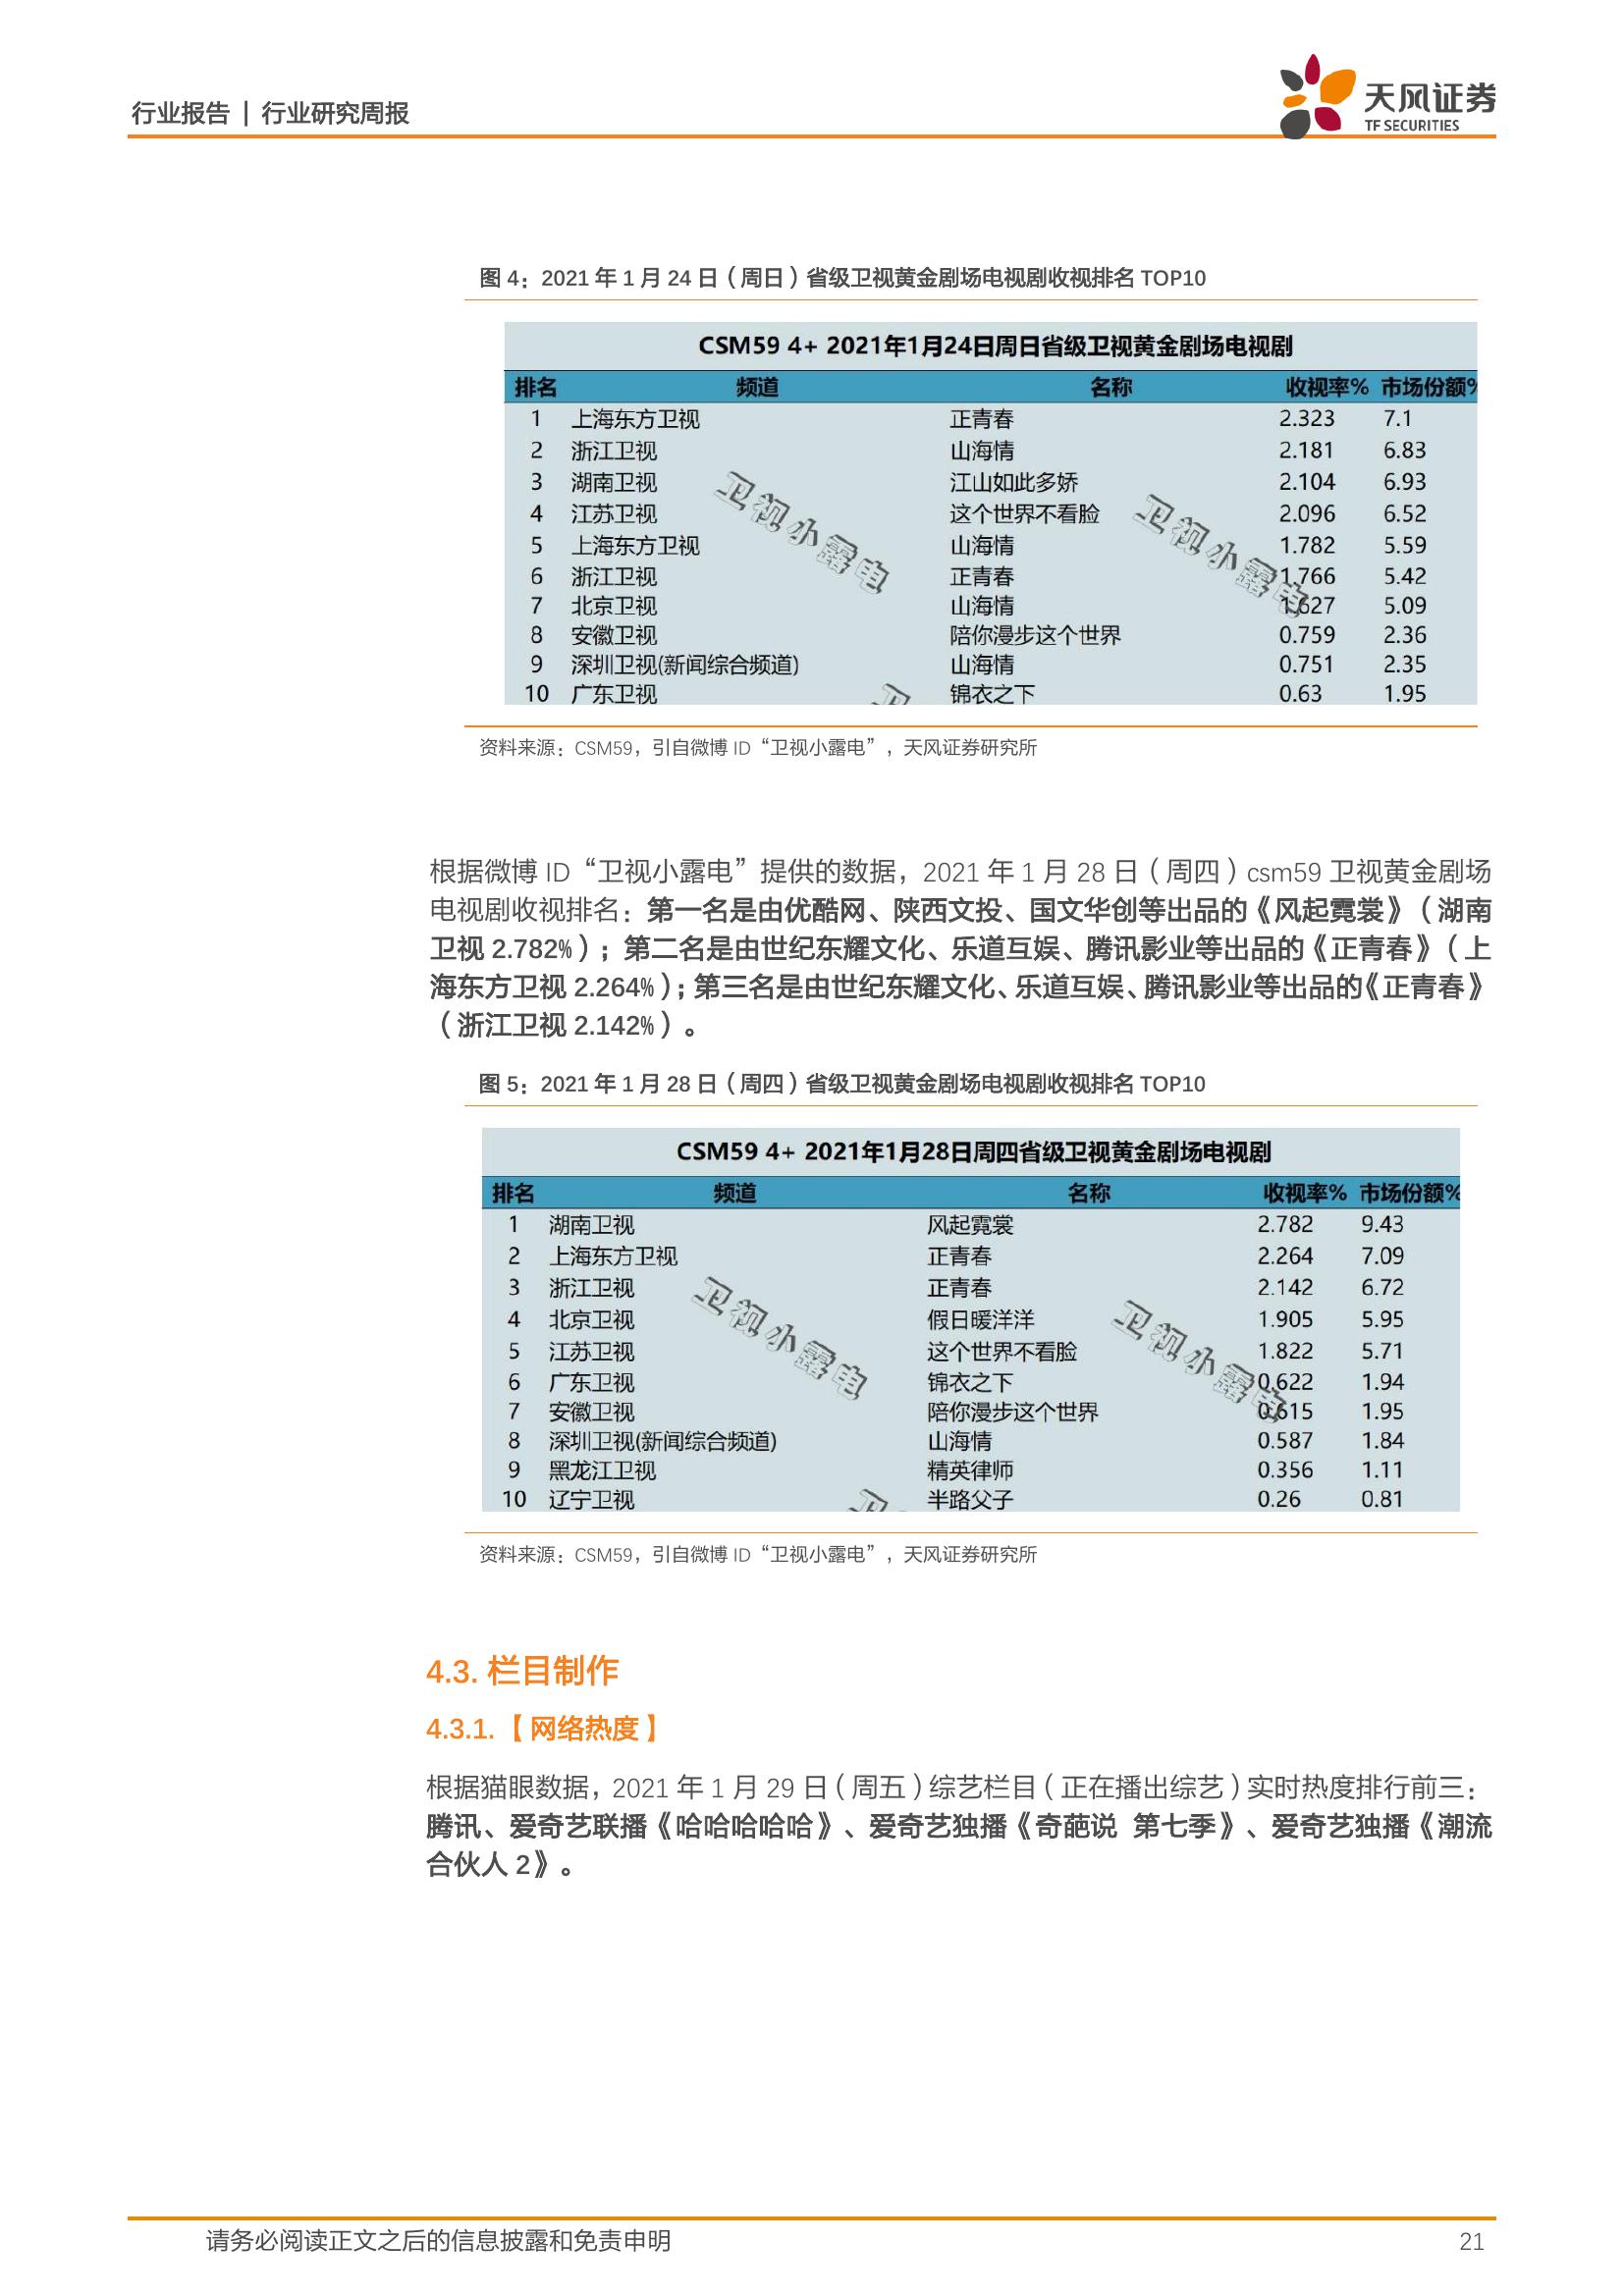 行业报告 | 行业研究周报
天风证券
TF SECURITIES
图 4：2021 年 1 月 24 日（周日）省级卫视黄金剧场电视剧收视排名 TOP10
CSM59 4+ 2021年1月24日周日省级卫视黄金剧场电视剧
排名 频道 名称 收视率% 市场份额%
1 上海东方卫视 正青春 2.323 7.1
2 浙江卫视 山海情 2.181 6.83
3 湖南卫视 江山如此多娇 2.104 6.93
4 江苏卫视 这个世界不看脸 2.096 6.52
5 上海东方卫视 山海情 1.782 5.59
6 浙江卫视 正青春 1.766 5.42
7 北京卫视 山海情 1.627 5.09
8 安徽卫视 陪你漫步这个世界 0.759 2.36
9 深圳卫视(新闻综合频道) 山海情 0.751 2.35
10 广东卫视 锦衣之下 0.63 1.95
卫视小露电
卫视小露电
卫
资料来源：CSM59，引自微博 ID“卫视小露电”，天风证券研究所
根据微博 ID“卫视小露电”提供的数据，2021 年 1 月 28 日（周四）csm59 卫视黄金剧场
电视剧收视排名：第一名是由优酷网、陕西文投、国文华创等出品的《风起霓裳》（湖南
卫视 2.782%）；第二名是由世纪东耀文化、乐道互娱、腾讯影业等出品的《正青春》（上
海东方卫视 2.264%）；第三名是由世纪东耀文化、乐道互娱、腾讯影业等出品的《正青春》
（浙江卫视 2.142%）。
图 5：2021 年 1 月 28 日（周四）省级卫视黄金剧场电视剧收视排名 TOP10
CSM59 4+ 2021年1月28日周四省级卫视黄金剧场电视剧
排名 频道 名称 收视率% 市场份额%
1 湖南卫视 风起霓裳 2.782 9.43
2 上海东方卫视 正青春 2.264 7.09
3 浙江卫视 正青春 2.142 6.72
4 北京卫视 假日暖洋洋 1.905 5.95
5 江苏卫视 这个世界不看脸 1.822 5.71
6 广东卫视 锦衣之下 0.622 1.94
7 安徽卫视 陪你漫步这个世界 0.615 1.95
8 深圳卫视(新闻综合频道) 山海情 0.587 1.84
9 黑龙江卫视 精英律师 0.356 1.11
10 辽宁卫视 半路父子 0.26 0.81
卫视小露电
卫视小露电
卫
资料来源：CSM59，引自微博 ID“卫视小露电”，天风证券研究所
4.3. 栏目制作
4.3.1.【网络热度】
根据猫眼数据，2021 年 1 月 29 日（周五）综艺栏目（正在播出综艺）实时热度排行前三：
腾讯、爱奇艺联播《哈哈哈哈哈》、爱奇艺独播《奇葩说 第七季》、爱奇艺独播《潮流
合伙人 2》。
请务必阅读正文之后的信息披露和免责申明
21